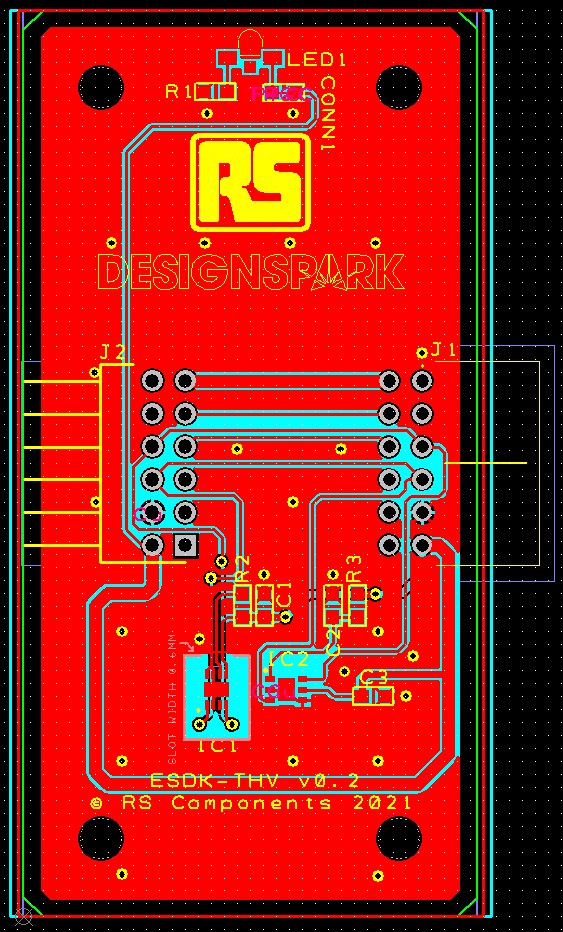 LED1
R1
CONN1
RS
DESIGNSPARK
J2
J1
R2
R3
C1
C2
SLOT WIDTH 0.6MM
IC2
C3
IC1
ESDK-THV v0.2
© RS Components 2021